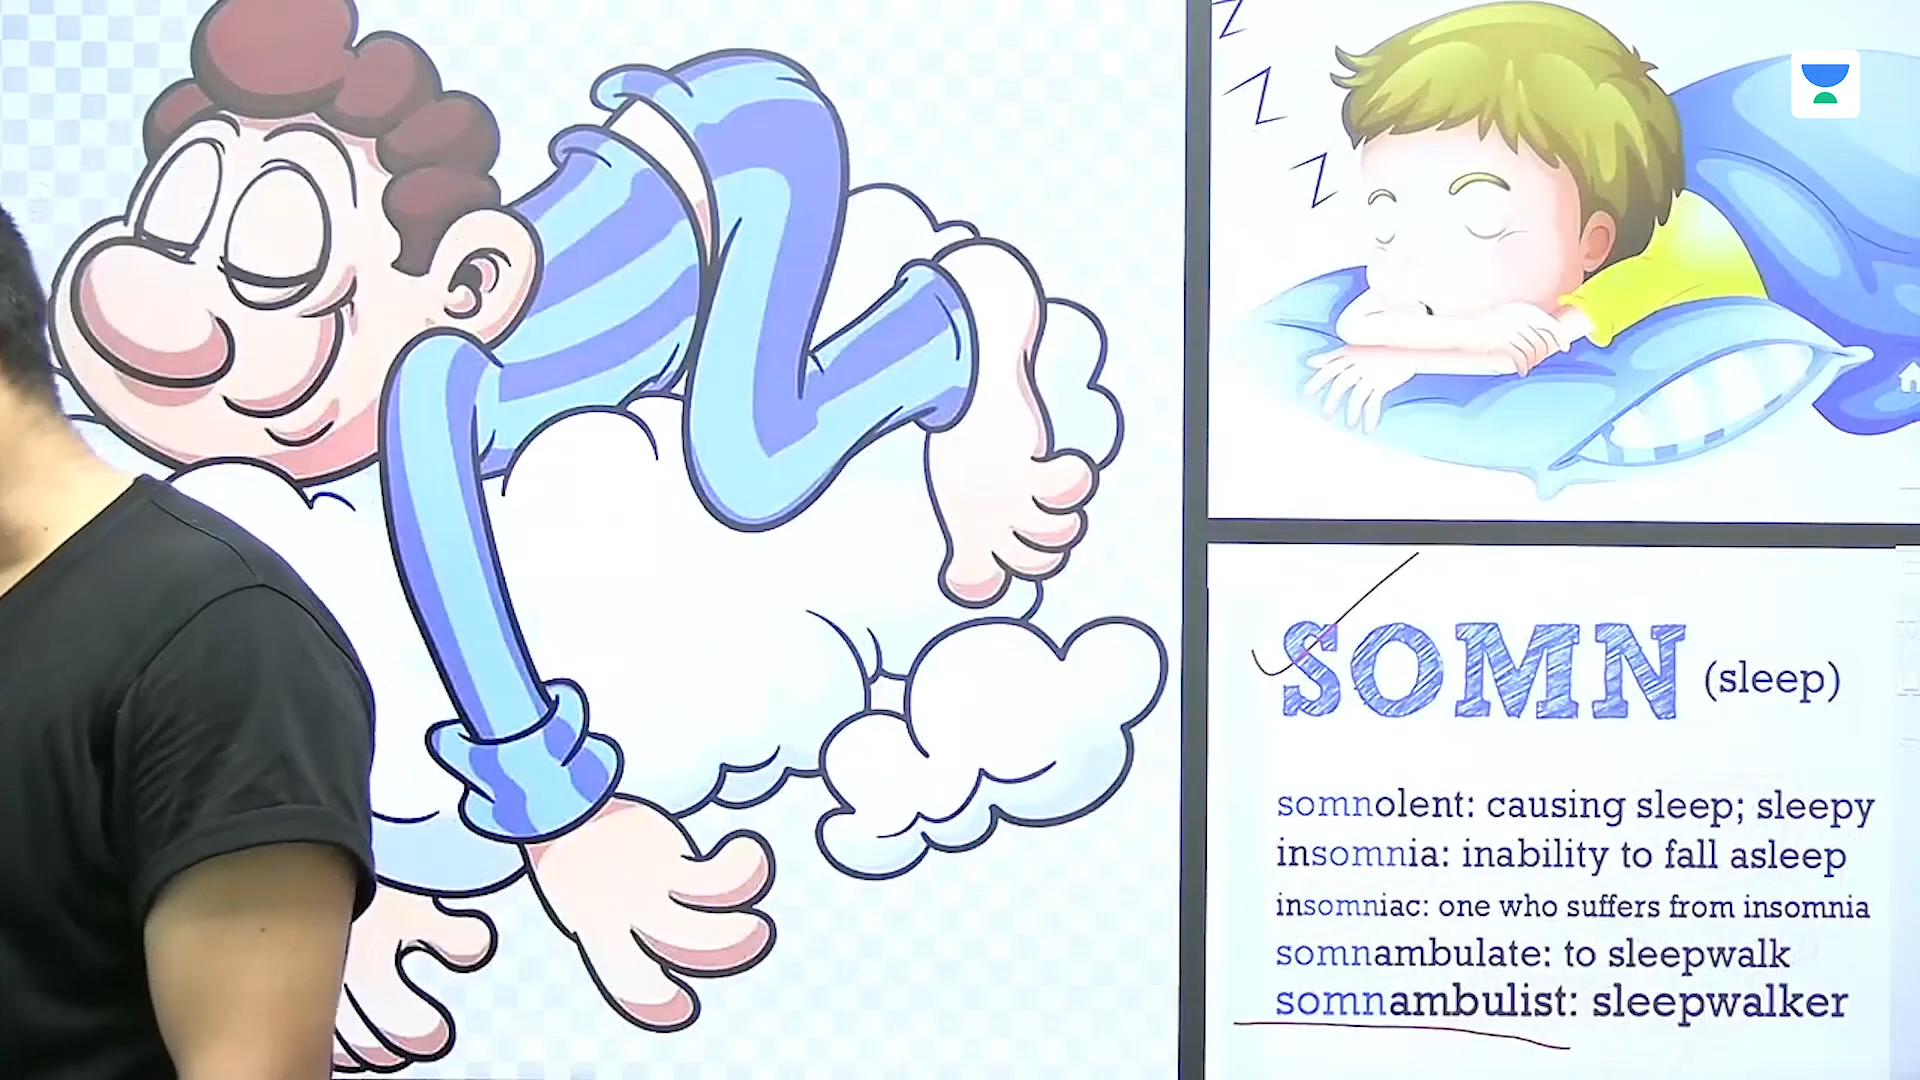 Z
Z
Z
SOMN (sleep)
somnolent: causing sleep; sleepy
insomnia: inability to fall asleep
insomniac: one who suffers from insomnia
somnambulate: to sleepwalk
somnambulist: sleepwalker